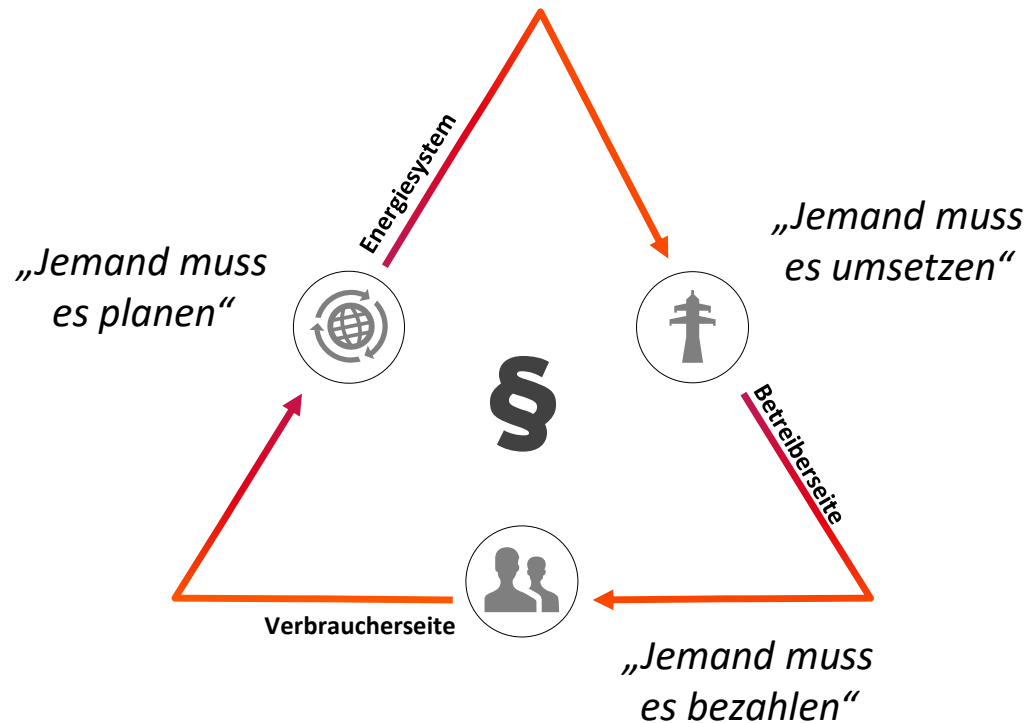 Energiesystem
„Jemand muss
es planen“
„Jemand muss
es umsetzen“
§
Betreiberseite
Verbraucherseite
„Jemand muss
es bezahlen“